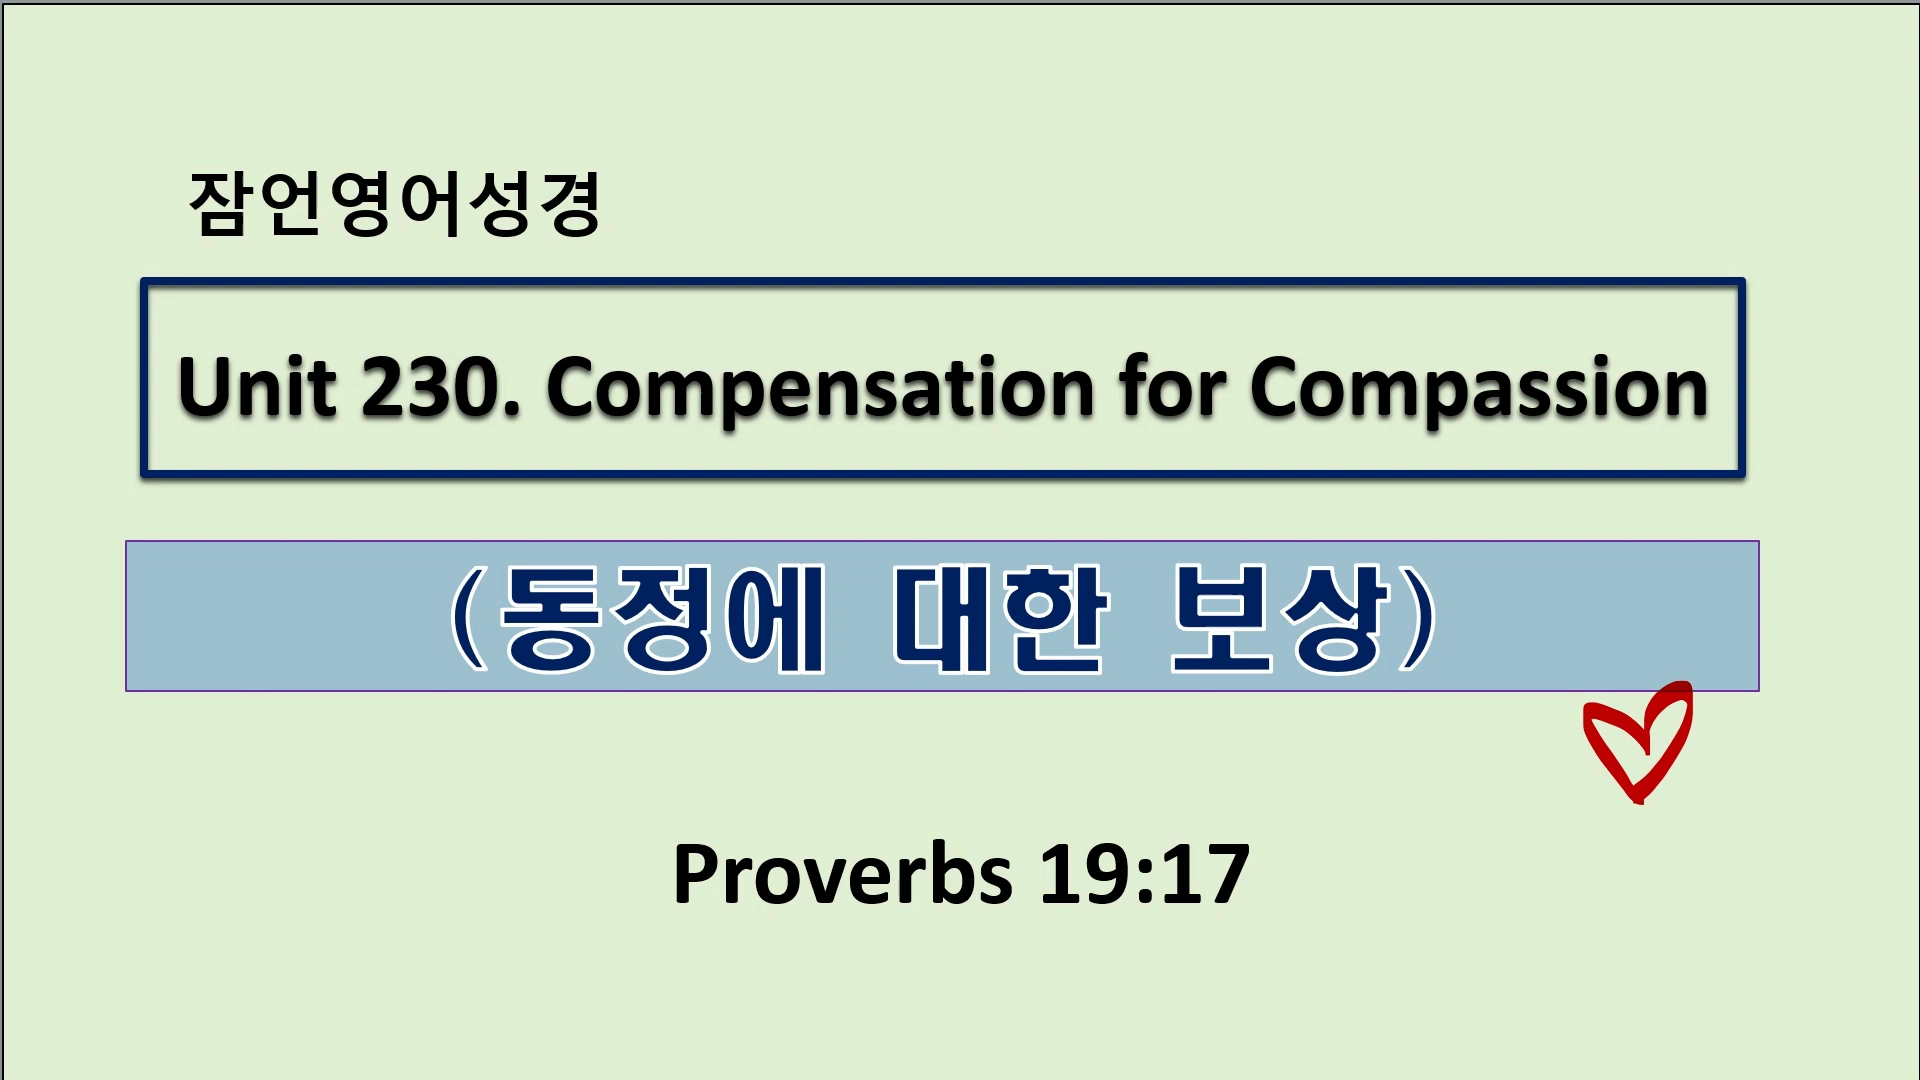 잠언영어성경
Unit 230. Compensation for Compassion
(동정에 대한 보상)
Proverbs 19:17